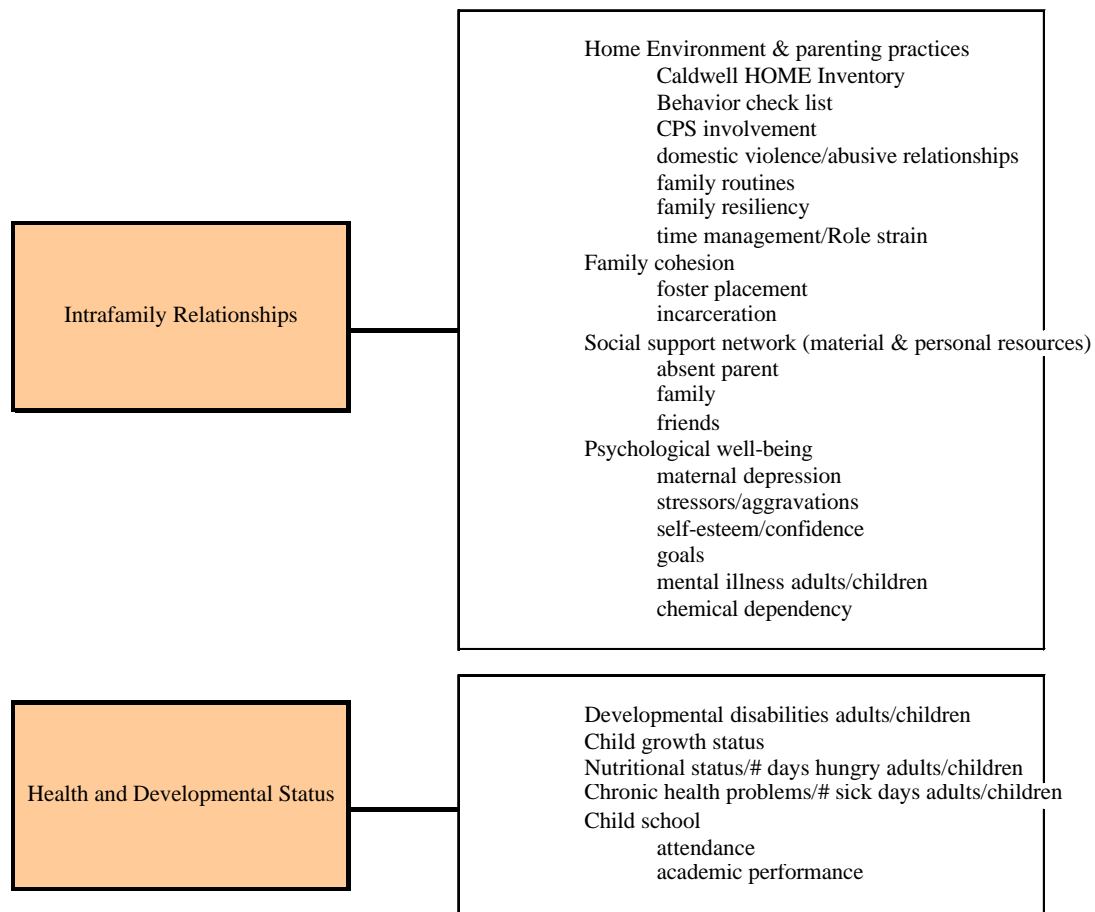 Home Environment & parenting practices
Caldwell HOME Inventory
Behavior check list
CPS involvement
domestic violence/abusive relationships
family routines
family resiliency
time management/Role strain
Family cohesion
foster placement
incarceration
Social support network (material & personal resources)
absent parent
family
friends
Psychological well-being
maternal depression
stressors/aggravations
self-esteem/confidence
goals
mental illness adults/children
chemical dependency
Intrafamily Relationships
Developmental disabilities adults/children
Child growth status
Nutritional status/# days hungry adults/children
Chronic health problems/# sick days adults/children
Child school
attendance
academic performance
Health and Developmental Status